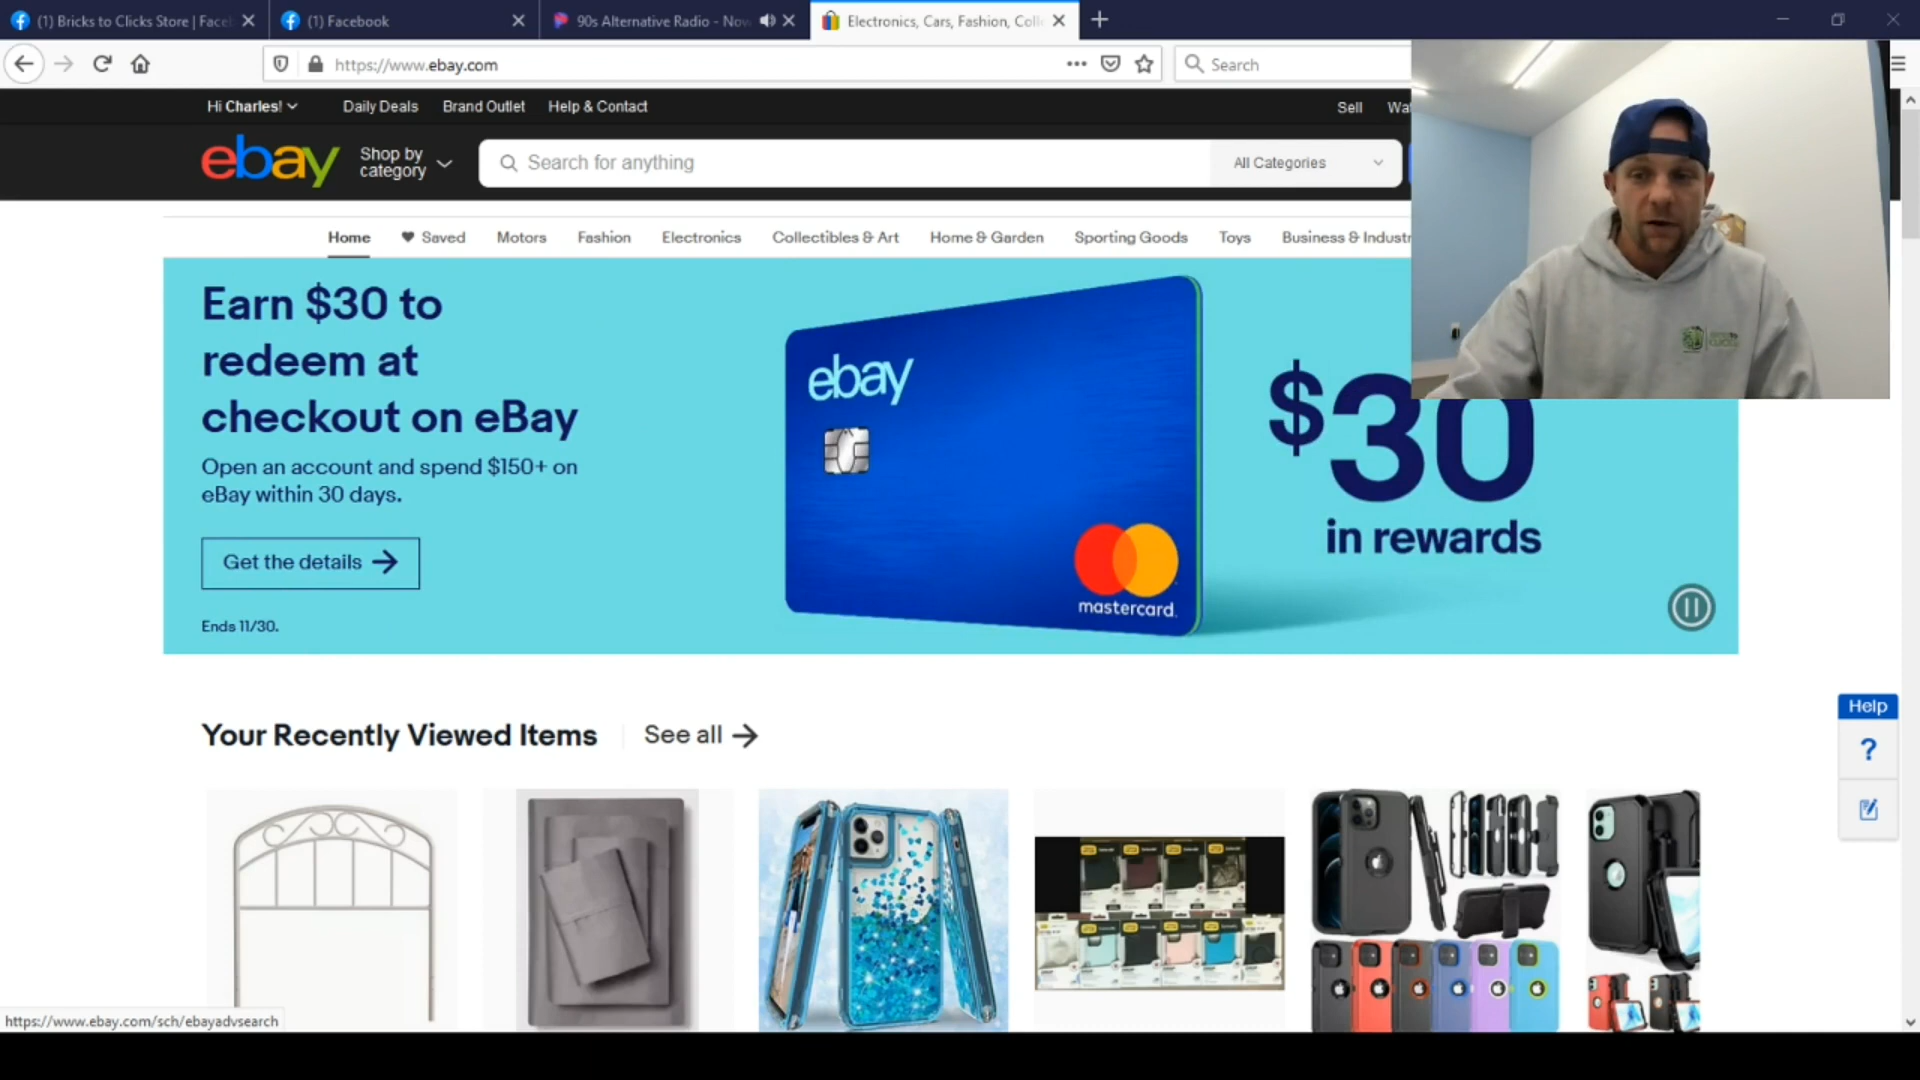 (1) Bricks to Clicks Store | Face
(1) Facebook
90s Alternative Radio - Now
Electronics, Cars, Fashion, Coll
https://www.ebay.com
Search
Hi Charles!
Daily Deals
Brand Outlet
Help & Contact
Sell
Wa
ebay
Shop by
category
Search for anything
All Categories
Home
Saved
Motors
Fashion
Electronics
Collectibles & Art
Home & Garden
Sporting Goods
Toys
Business & Industr
Earn $30 to
redeem at
checkout on eBay
Open an account and spend $150+ on
eBay within 30 days.
Get the details
Ends 11/30.
ebay
mastercard.
$30
in rewards
Help
?
Your Recently Viewed Items
See all
https://www.ebay.com/sch/ebayadvsearch